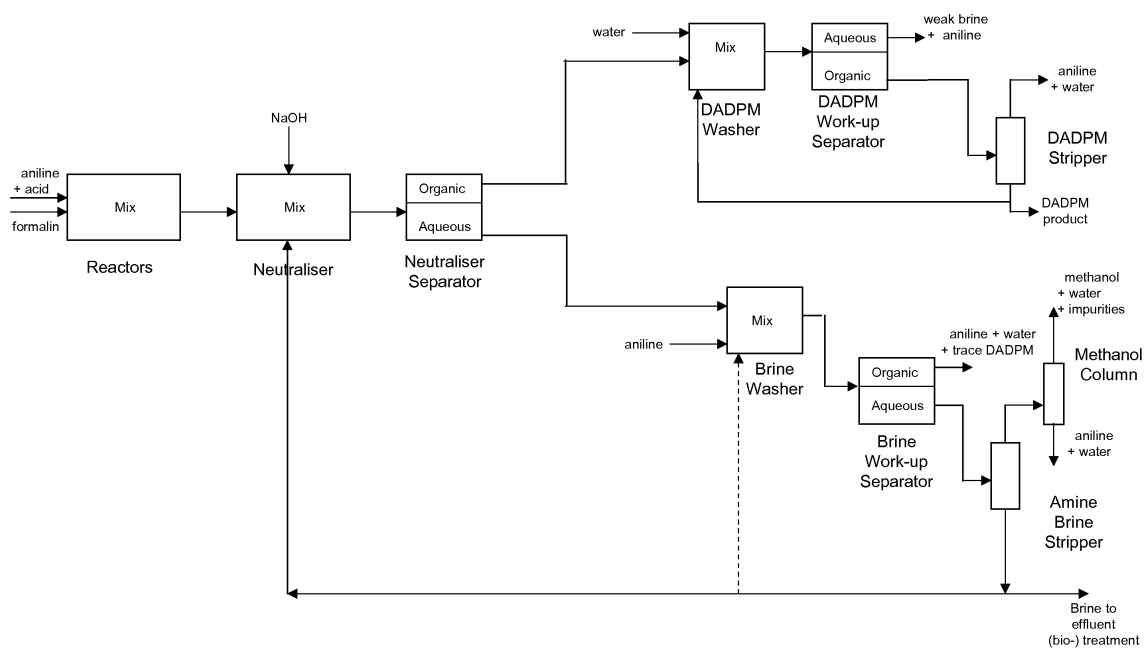 water
Mix
DADPM
Washer
Aqueous
Organic
DADPM
Work-up
Separator
weak brine
+ aniline
aniline
+ water
DADPM
Stripper
DADPM
product
NaOH
aniline
+ acid
formalin
Mix
Reactors
Mix
Neutraliser
Organic
Aqueous
Neutraliser
Separator
aniline
Mix
Brine
Washer
aniline + water
+ trace DADPM
Organic
Aqueous
Brine
Work-up
Separator
methanol
+ water
+ impurities
Methanol
Column
aniline
+ water
Amine
Brine
Stripper
Brine to
effluent
(bio-) treatment